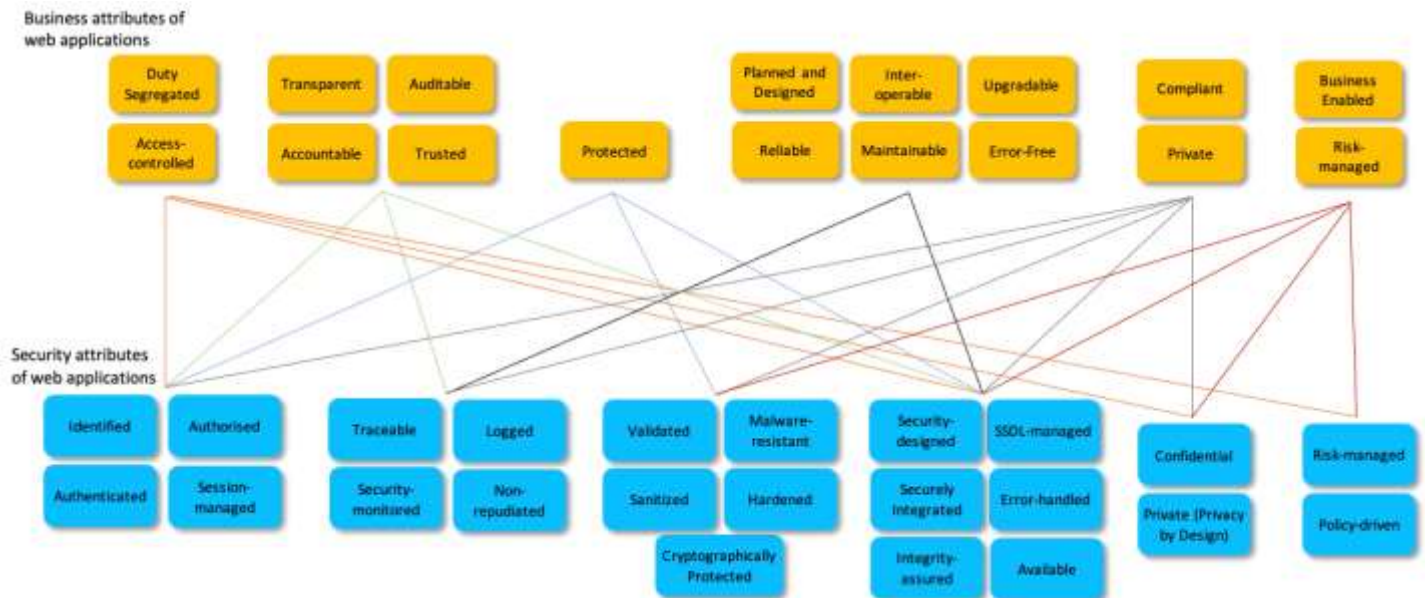 Business attributes of
web applications
Duty
Segregated
Transparent
Auditable
Planned and
Designed
Inter-
operable
Upgradable
Compliant
Business
Enabled
Access-
controlled
Accountable
Trusted
Protected
Reliable
Maintainable
Error-Free
Private
Risk-
managed
Security attributes
of web applications
Identified
Authorised
Traceable
Logged
Validated
Malware-
resistant
Security-
designed
SSDL-managed
Confidential
Risk-managed
Authenticated
Session-
managed
Security-
monitored
Non-
repudiated
Sanitized
Hardened
Securely
Integrated
Error-handled
Private (Privacy
by Design)
Policy-driven
Cryptographically
Protected
Integrity-
assured
Available